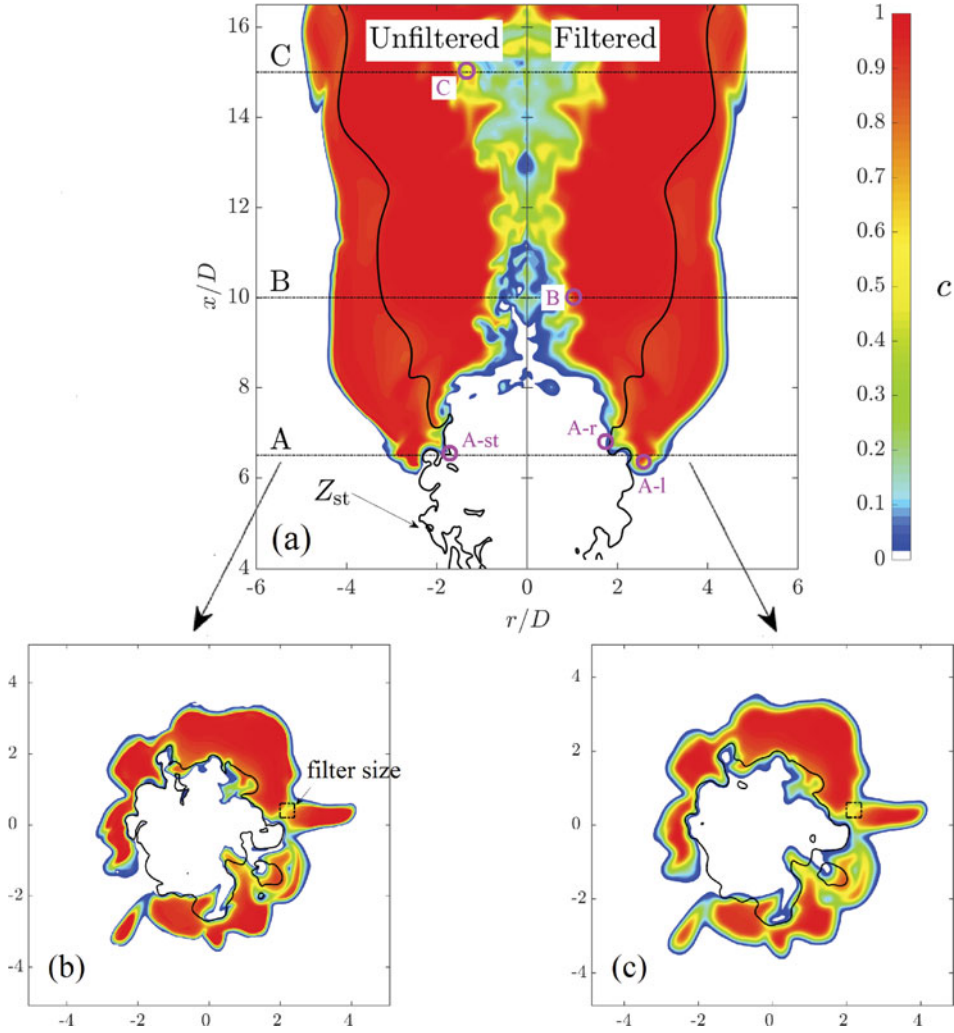 16
14
12
10
8
6
4
x/D
Unfiltered Filtered
C
C
B
B
A
A-st
A-r
A-l
Zst
(a)
-6 -4 -2 0 2 4 6
r/D
1
0.9
0.8
0.7
0.6
0.5
0.4
0.3
0.2
0.1
0
c
4
2
0
-2
-4
filter size
(b)
-4 -2 0 2 4
4
2
0
-2
-4
(c)
-4 -2 0 2 4